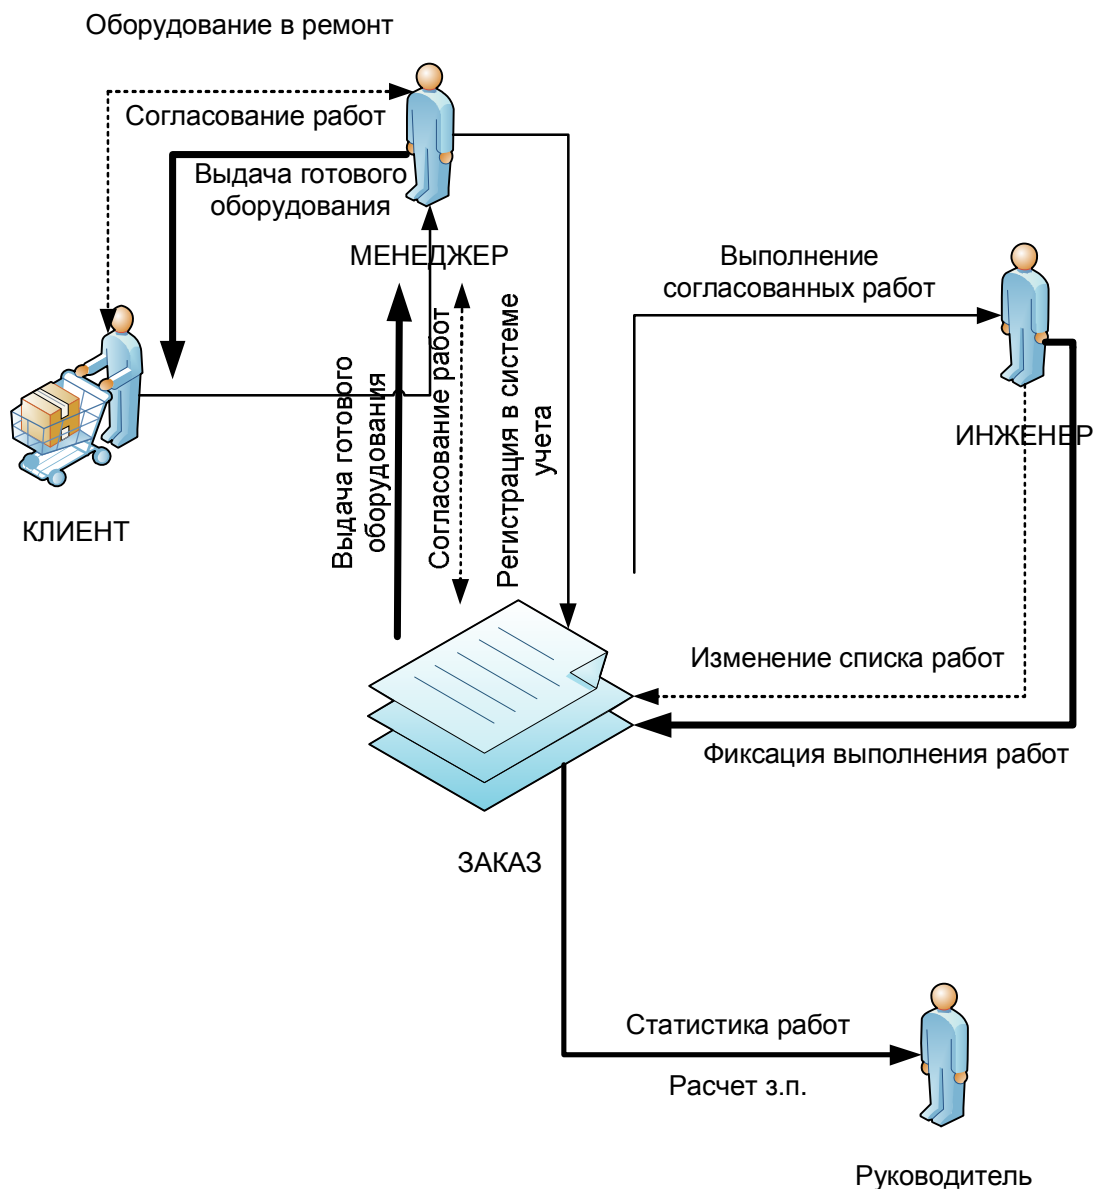 Оборудование в ремонт
Согласование работ
Выдача готового
оборудования
МЕНЕДЖЕР
Выполнение
согласованных работ
ИНЖЕНЕР
КЛИЕНТ
Выдача готового
оборудования
Согласование работ
Регистрация в системе
учета
Изменение списка работ
Фиксация выполнения работ
ЗАКАЗ
Статистика работ
Расчет з.п.
Руководитель